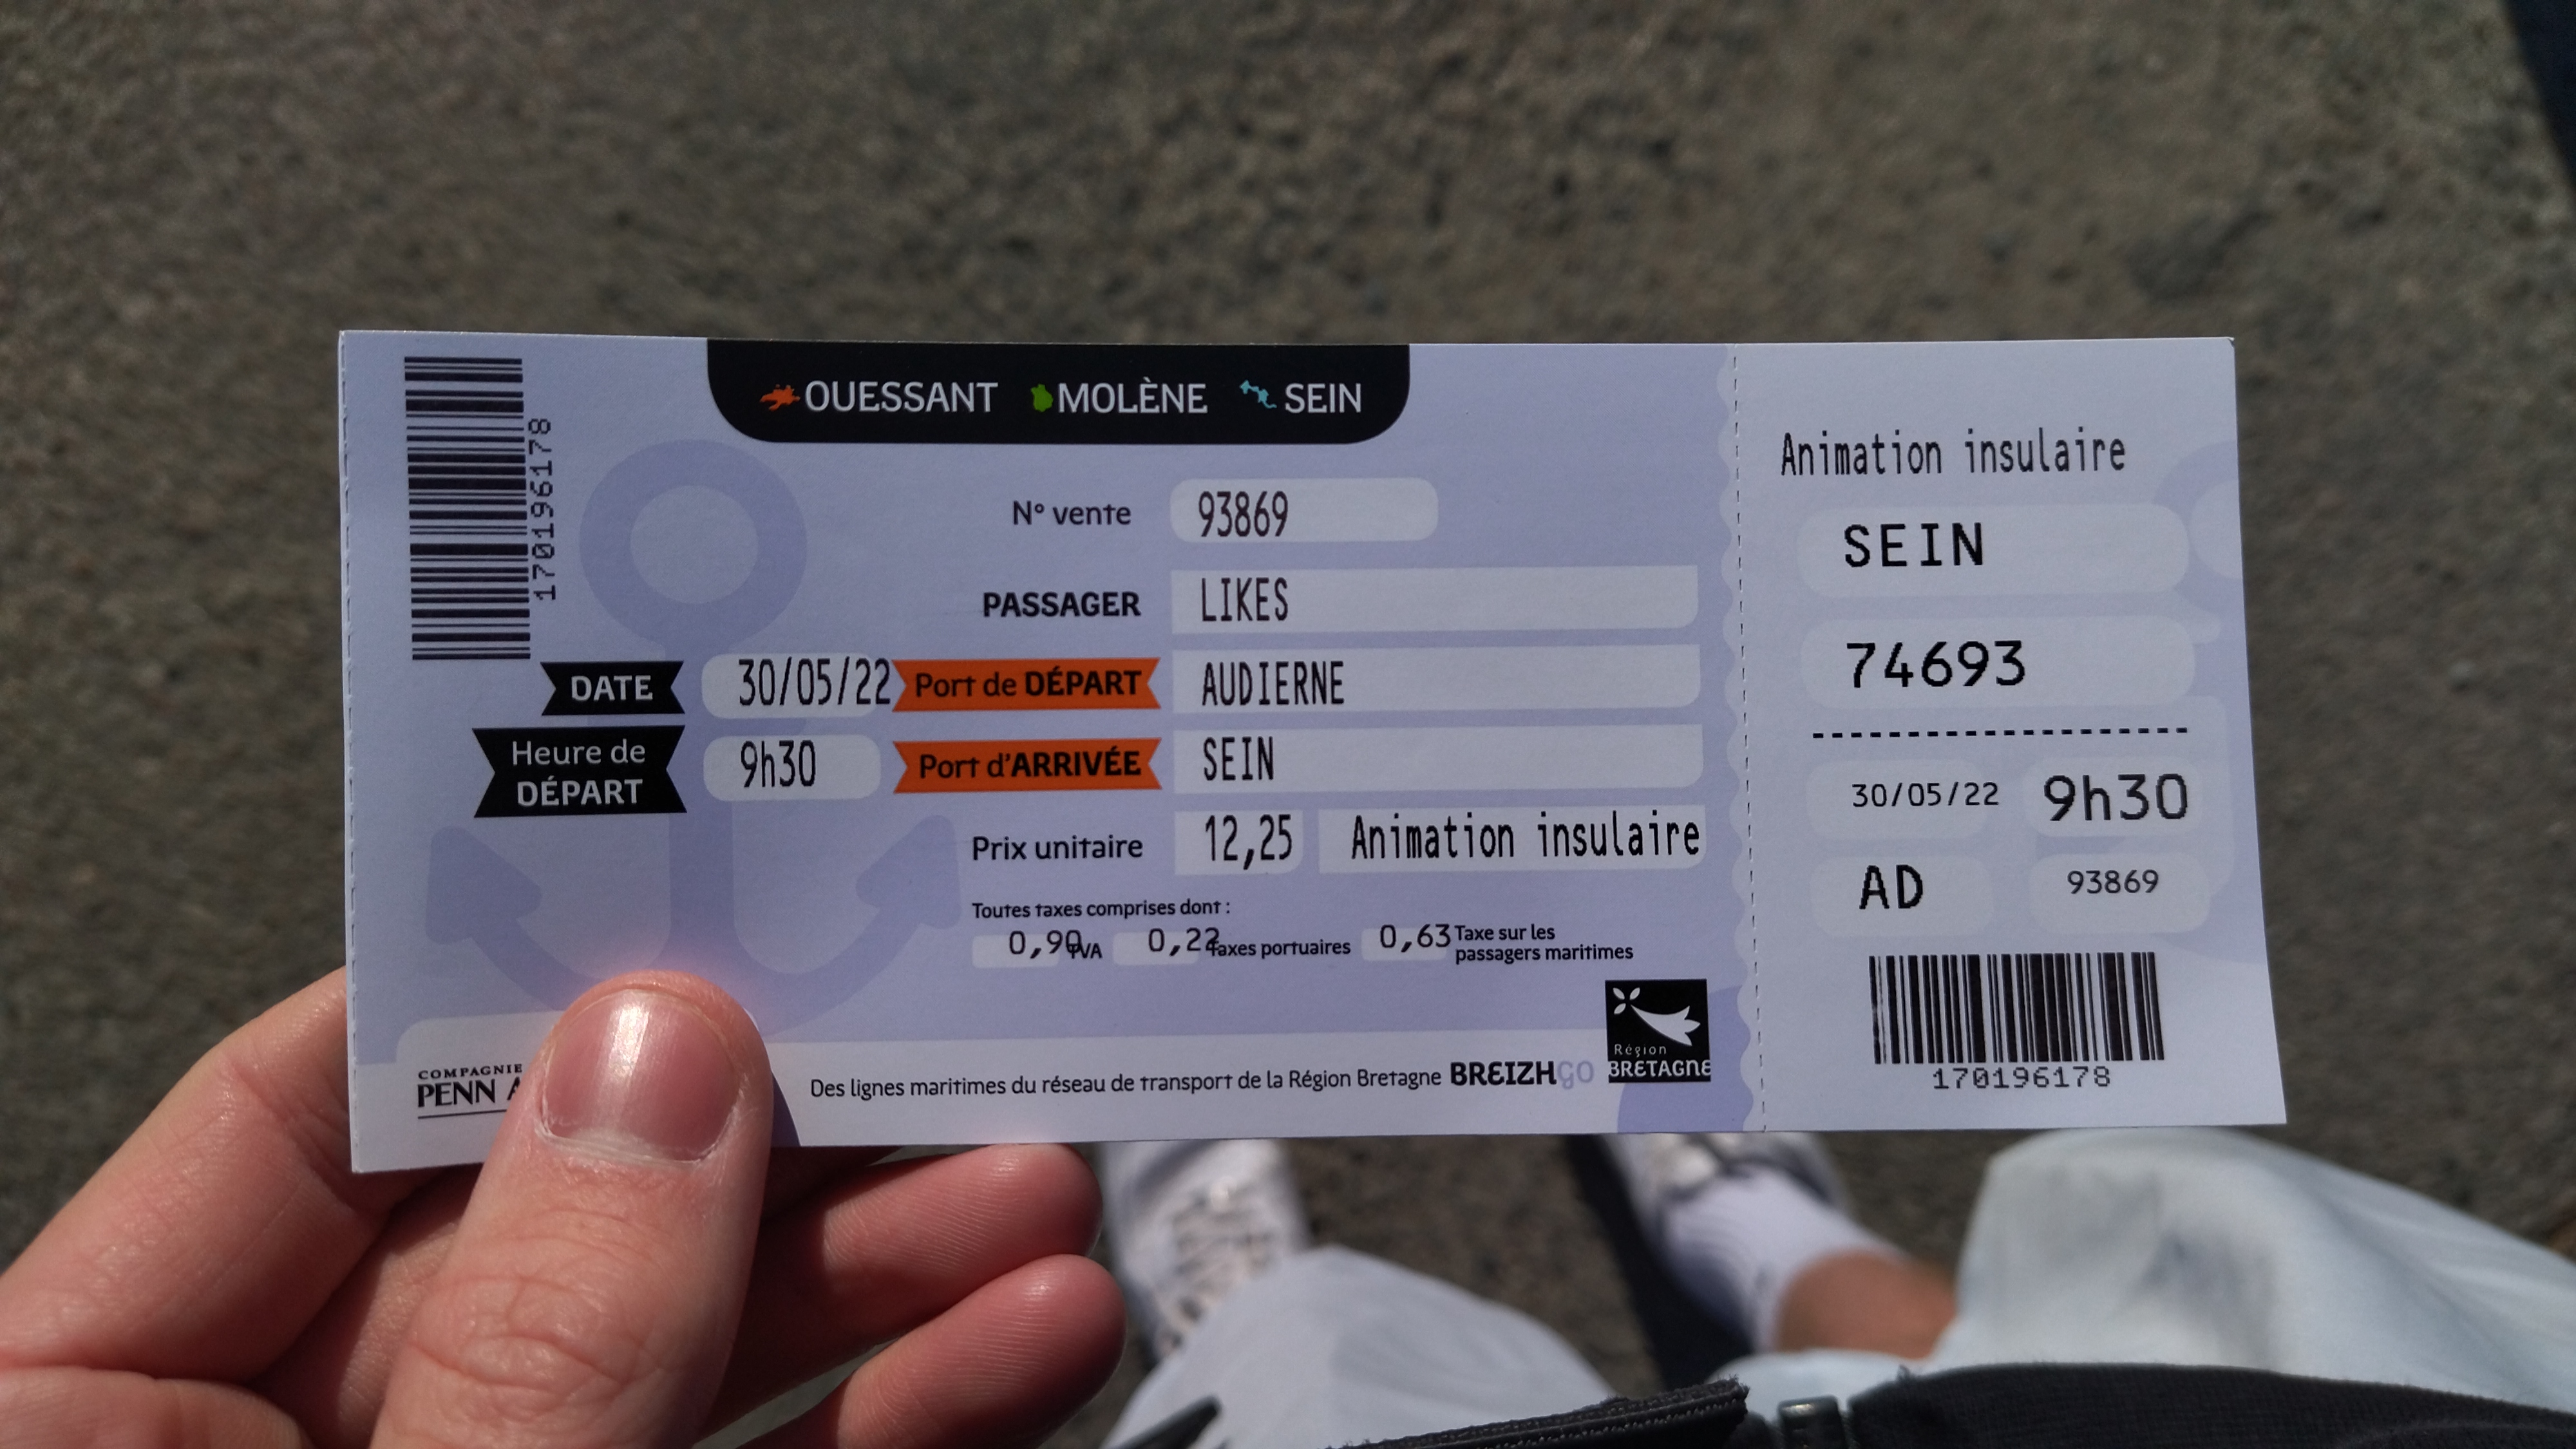 OUESSANT MOLÈNE SEIN
170196178
N° vente 93869
PASSAGER LIKES
DATE 30/05/22 Port de DÉPART AUDIERNE
Heure de
DÉPART 9h30 Port d'ARRIVÉE SEIN
Prix unitaire 12,25 Animation insulaire
Toutes taxes comprises dont :
0,90 TVA 0,22 Taxes portuaires 0,63 Taxe sur les
passagers maritimes
COMPAGNIE
PENN
Des lignes maritimes du réseau de transport de la Région Bretagne BREIZHGO
Région
BRETAGNE
Animation insulaire
SEIN
74693
30/05/22 9h30
AD 93869
170196178